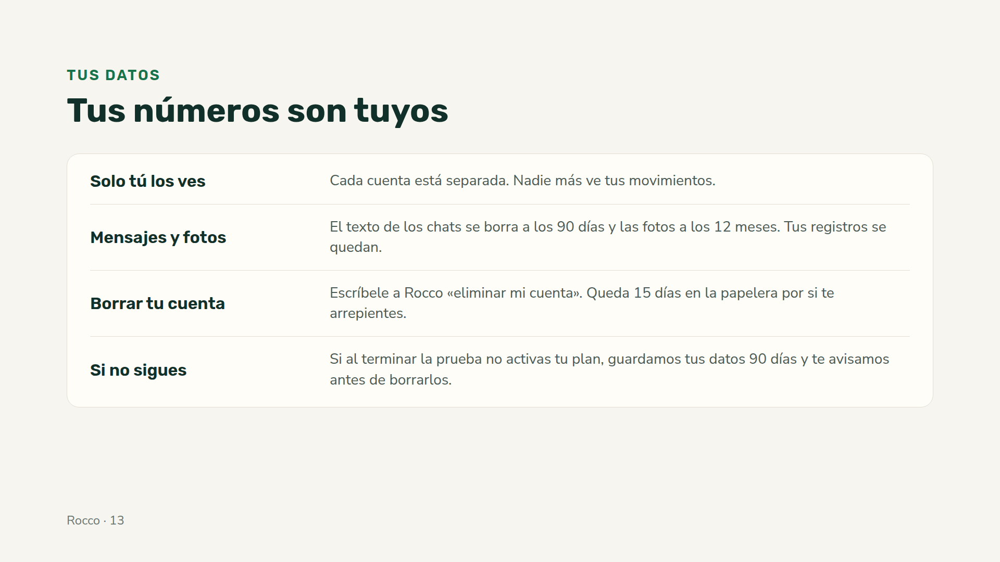 TUS DATOS
Tus números son tuyos
Solo tú los ves
Cada cuenta está separada. Nadie más ve tus movimientos.
Mensajes y fotos
El texto de los chats se borra a los 90 días y las fotos a los 12 meses. Tus registros se
quedan.
Borrar tu cuenta
Escríbele a Rocco «eliminar mi cuenta». Queda 15 días en la papelera por si te
arrepientes.
Si no sigues
Si al terminar la prueba no activas tu plan, guardamos tus datos 90 días y te avisamos
antes de borrarlos.
Rocco · 13